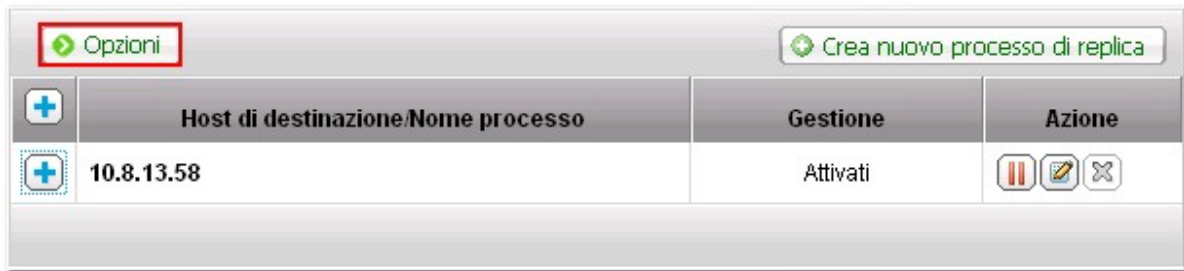 Opzioni
Crea nuovo processo di replica
Host di destinazione/Nome processo Gestione Azione
10.8.13.58 Attivati